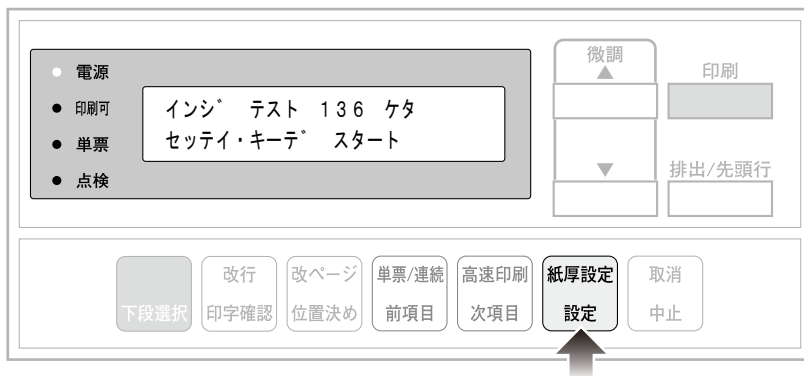 電源
印刷可
単票
点検
インシ゛ テスト 136 ケタ
セッテイ・キーデ スタート
微調
▲
▼
印刷
排出/先頭行
下段選択
改行
印字確認
改ページ
位置決め
単票/連続
前項目
高速印刷
次項目
紙厚設定
設定
取消
中止